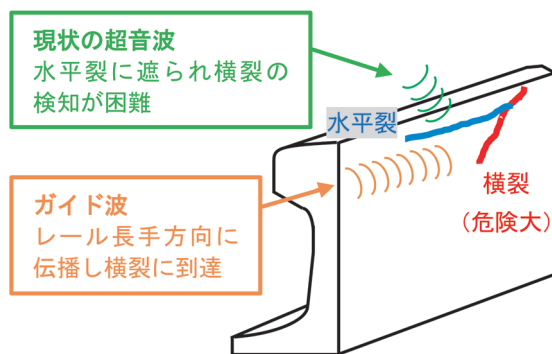 現状の超音波
水平裂に遮られ横裂の
検知が困難
水平裂
ガイド波
レール長手方向に
伝播し横裂に到達
横裂
(危険大)